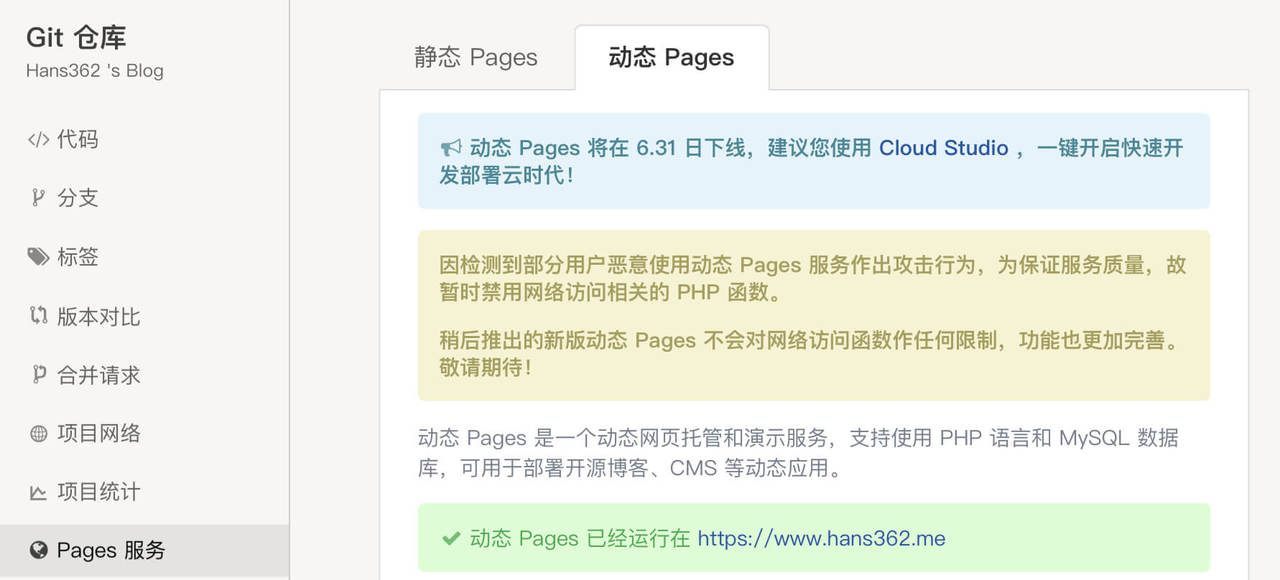 Git 仓库
Hans362 's Blog
代码
分支
标签
版本对比
合并请求
项目网络
项目统计
Pages 服务
静态 Pages
动态 Pages
动态 Pages 将在 6.31 日下线，建议您使用 Cloud Studio ，一键开启快速开
发部署云时代！
因检测到部分用户恶意使用动态 Pages 服务作出攻击行为，为保证服务质量，故
暂时禁用网络访问相关的 PHP 函数。
稍后推出的新版动态 Pages 不会对网络访问函数作任何限制，功能也更加完善。
敬请期待！
动态 Pages 是一个动态网页托管和演示服务，支持使用 PHP 语言和 MySQL 数据
库，可用于部署开源博客、CMS 等动态应用。
动态 Pages 已经运行在 https://www.hans362.me